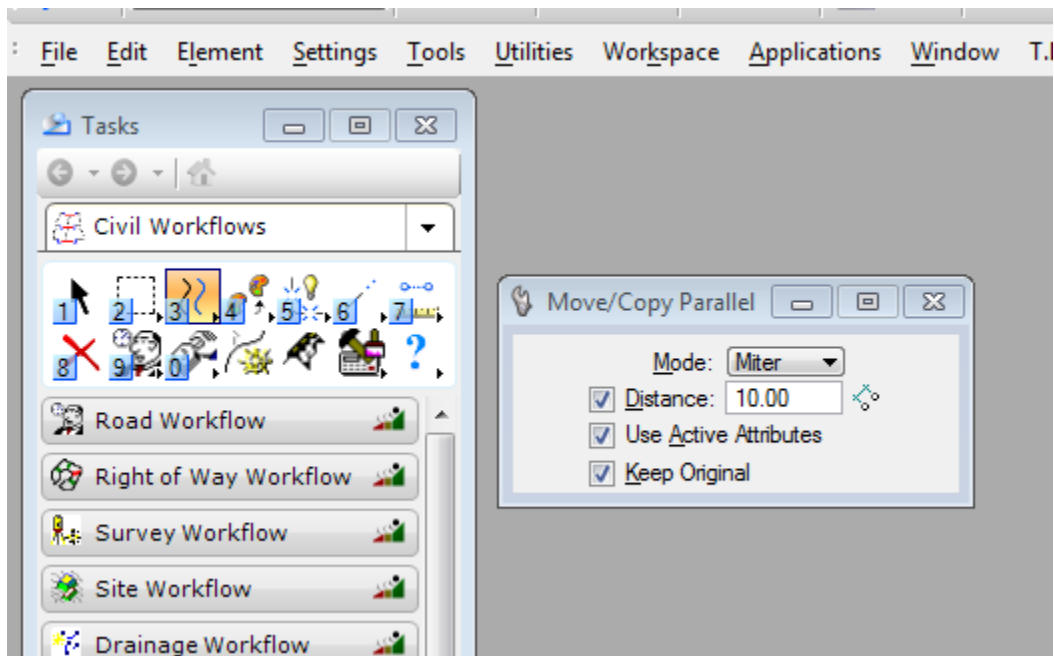 File Edit Element Settings Tools Utilities Workspace Applications Window
Tasks
Civil Workflows
1 2 3 4 5 6 7
8 9 0 ?
Road Workflow
Right of Way Workflow
Survey Workflow
Site Workflow
Drainage Workflow
Move/Copy Parallel
Mode: Miter
Distance: 10.00
Use Active Attributes
Keep Original